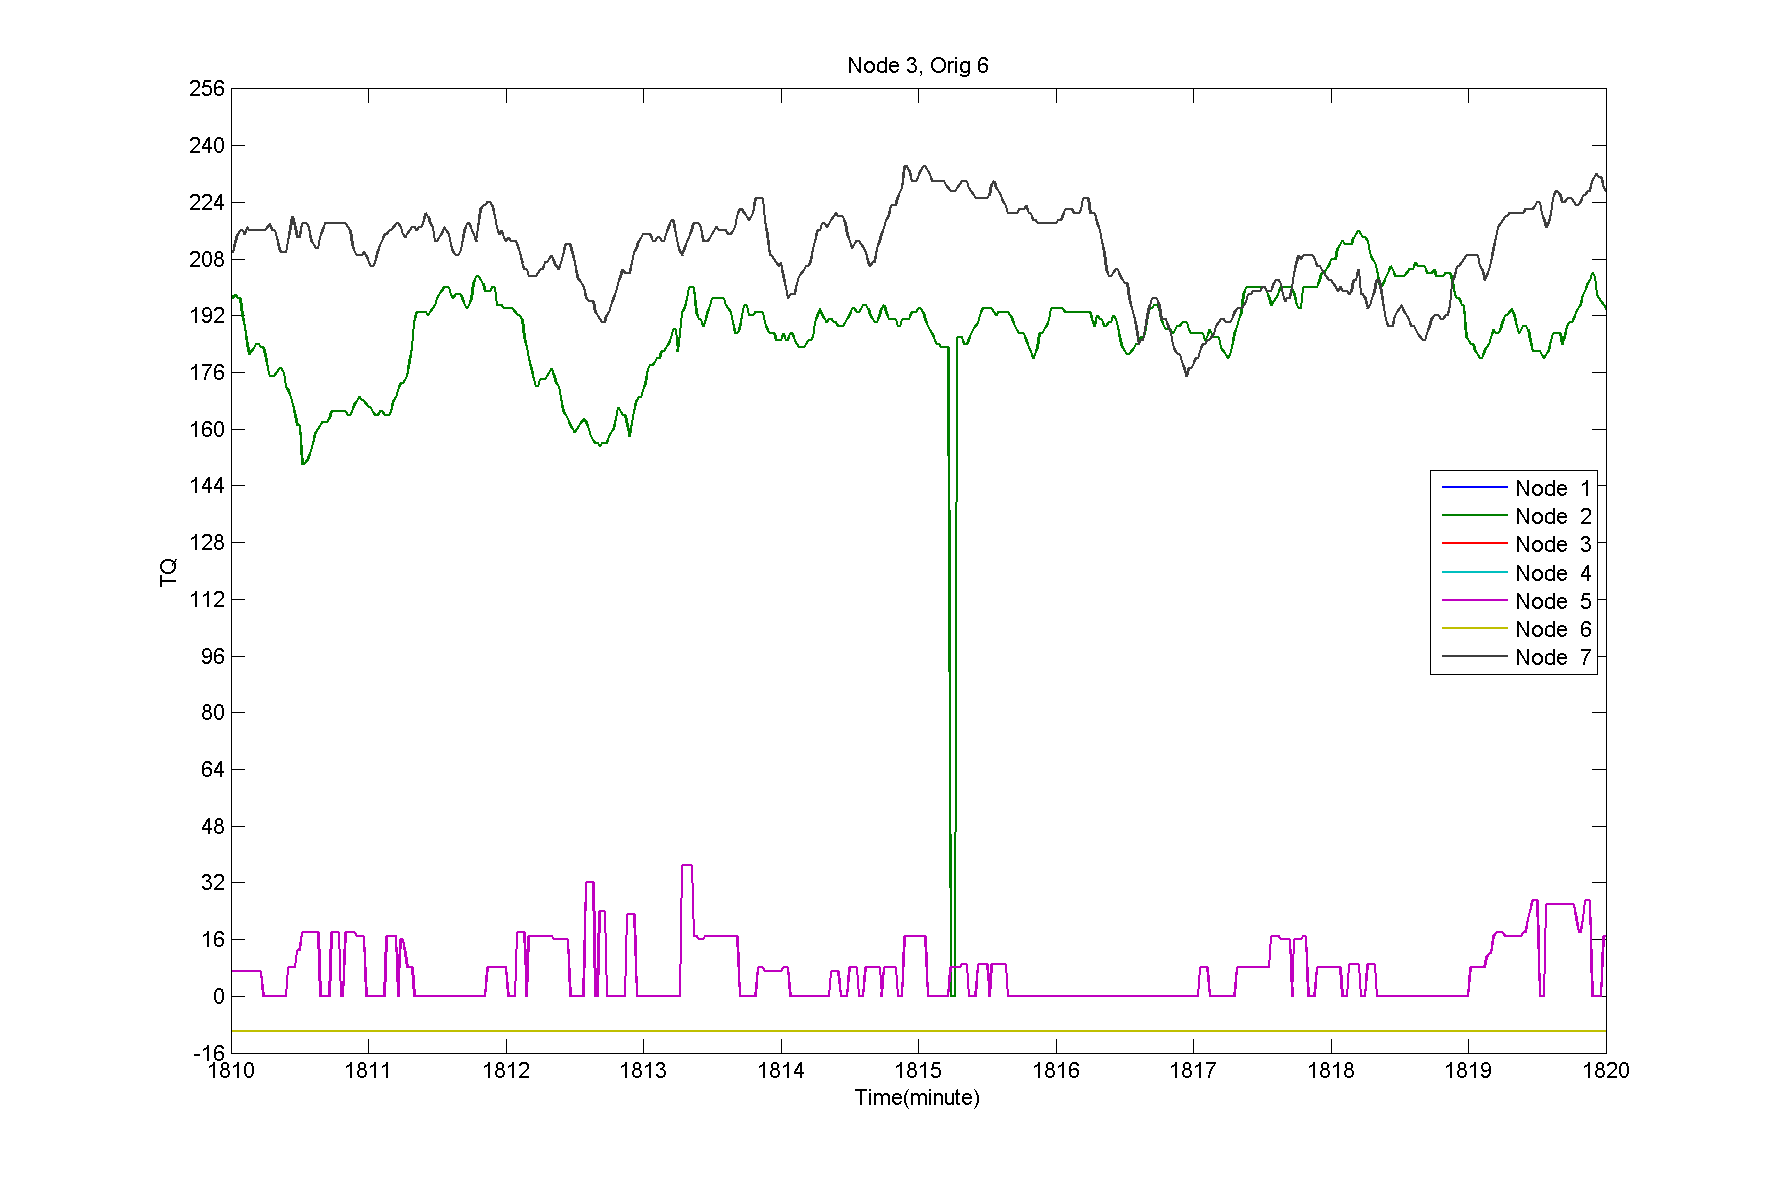 Node 3, Orig 6
256
240
224
208
192
176
160
144
128
112
96
80
64
48
32
16
0
-16
TQ
Node 1
Node 2
Node 3
Node 4
Node 5
Node 6
Node 7
1810 1811 1812 1813 1814 1815 1816 1817 1818 1819 1820
Time(minute)